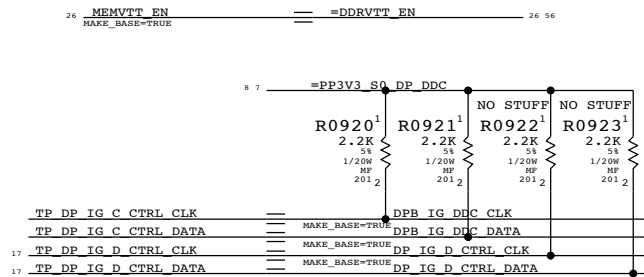 26 MEMVTT_EN =DDRVTT_EN 26 56
MAKE_BASE=TRUE
8 7 =PP3V3_S0_DP_DDC
NO STUFF NO STUFF
R0920 1 R0921 1 R0922 1 R0923 1
2.2K 2.2K 2.2K 2.2K
5% 5% 5% 5%
1/20W 1/20W 1/20W 1/20W
MF MF MF MF
201 2 201 2 201 2 201 2
TP_DP_IG_C_CTRL_CLK DPB_IG_DDC_CLK
MAKE_BASE=TRUE
TP_DP_IG_C_CTRL_DATA DPB_IG_DDC_DATA
MAKE_BASE=TRUE
17 TP_DP_IG_D_CTRL_CLK DP_IG_D_CTRL_CLK
MAKE_BASE=TRUE
17 TP_DP_IG_D_CTRL_DATA DP_IG_D_CTRL_DATA
MAKE_BASE=TRUE